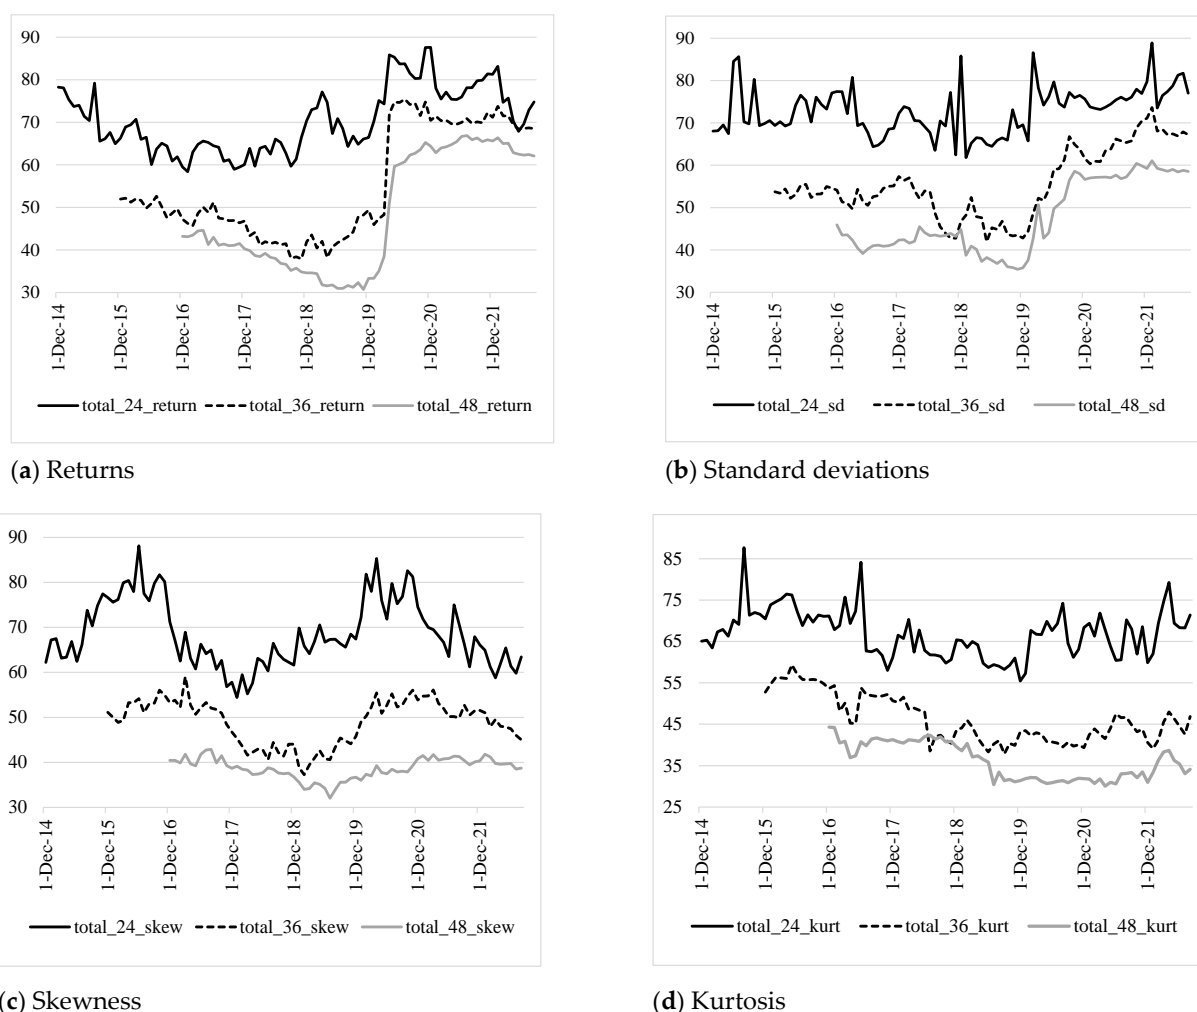 90
80
70
60
50
40
30
1-Dec-14
1-Dec-15
1-Dec-16
1-Dec-17
1-Dec-18
1-Dec-19
1-Dec-20
1-Dec-21
total_24_return total_36_return total_48_return
(a) Returns
90
80
70
60
50
40
30
1-Dec-14
1-Dec-15
1-Dec-16
1-Dec-17
1-Dec-18
1-Dec-19
1-Dec-20
1-Dec-21
total_24_sd total_36_sd total_48_sd
(b) Standard deviations
90
80
70
60
50
40
30
1-Dec-14
1-Dec-15
1-Dec-16
1-Dec-17
1-Dec-18
1-Dec-19
1-Dec-20
1-Dec-21
total_24_skew total_36_skew total_48_skew
(c) Skewness
85
75
65
55
45
35
25
1-Dec-14
1-Dec-15
1-Dec-16
1-Dec-17
1-Dec-18
1-Dec-19
1-Dec-20
1-Dec-21
total_24_kurt total_36_kurt total_48_kurt
(d) Kurtosis